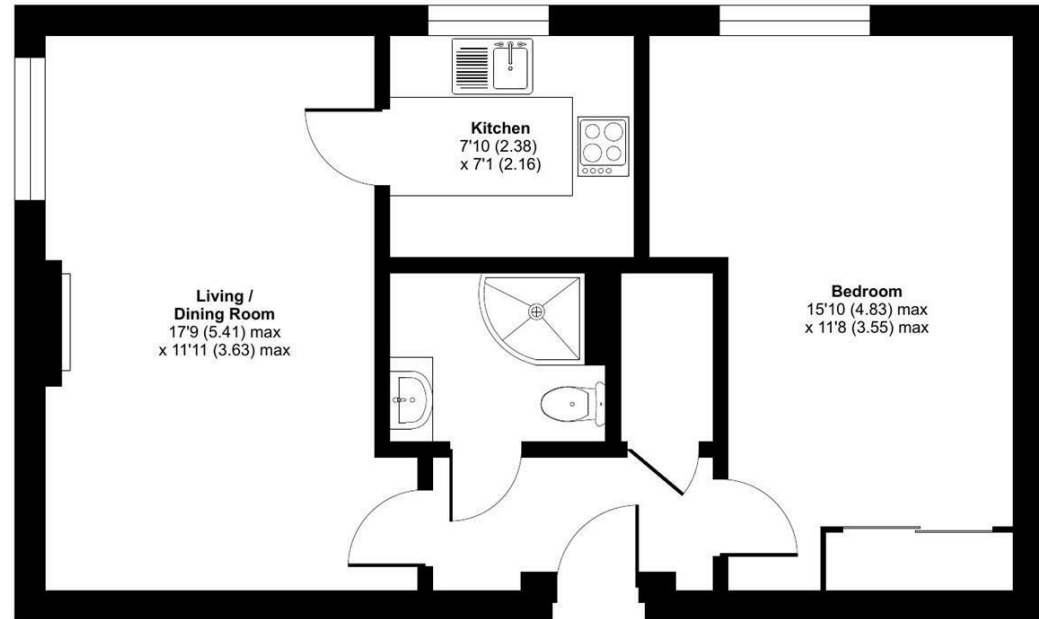 Kitchen
7'10 (2.38)
x 7'1 (2.16)
Living /
Dining Room
17'9 (5.41) max
x 11'11 (3.63) max
Bedroom
15'10 (4.83) max
x 11'8 (3.55) max